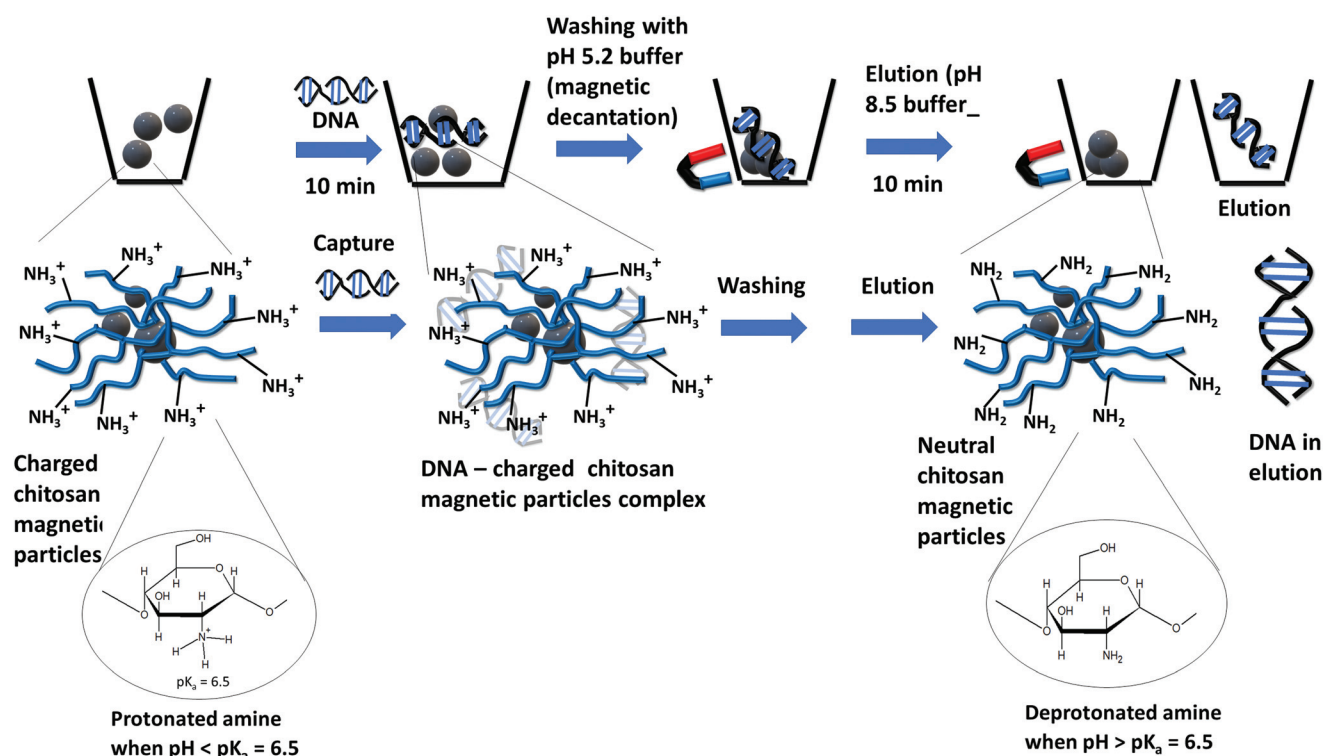 DNA
10 min
Washing with
pH 5.2 buffer
(magnetic
decantation)
Elution (pH
8.5 buffer_
10 min
Elution
NH₃⁺
NH₃⁺
NH₃⁺
NH₃⁺
NH₃⁺
NH₃⁺
NH₃⁺
NH₃⁺
NH₃⁺
NH₃⁺
Capture
NH₃⁺
NH₃⁺
NH₃⁺
NH₃⁺
NH₃⁺
NH₃⁺
NH₃⁺
NH₃⁺
NH₃⁺
NH₃⁺
Washing
Elution
NH₂
NH₂
NH₂
NH₂
NH₂
NH₂
NH₂
NH₂
NH₂
NH₂
Charged
chitosan
magnetic
particles
DNA – charged chitosan
magnetic particles complex
Neutral
chitosan
magnetic
particles
DNA in
elution
OH
H
H
O
H
OH
H
O
O
H
H
N⁺
H
H
H
pKₐ = 6.5
Protonated amine
when pH < pKₐ = 6.5
OH
H
H
O
H
OH
H
O
O
H
H
NH₂
Deprotonated amine
when pH > pKₐ = 6.5